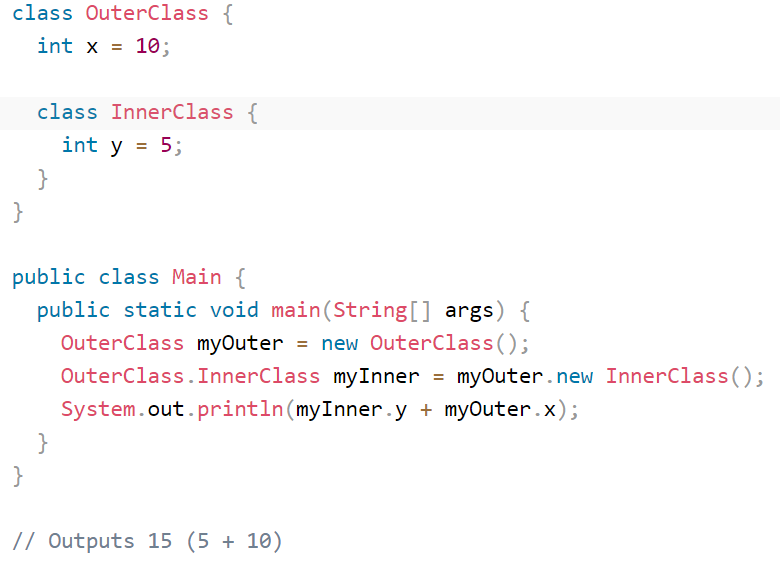 class OuterClass {
  int x = 10;

  class InnerClass {
    int y = 5;
  }
}

public class Main {
  public static void main(String[] args) {
    OuterClass myOuter = new OuterClass();
    OuterClass.InnerClass myInner = myOuter.new InnerClass();
    System.out.println(myInner.y + myOuter.x);
  }
}

// Outputs 15 (5 + 10)